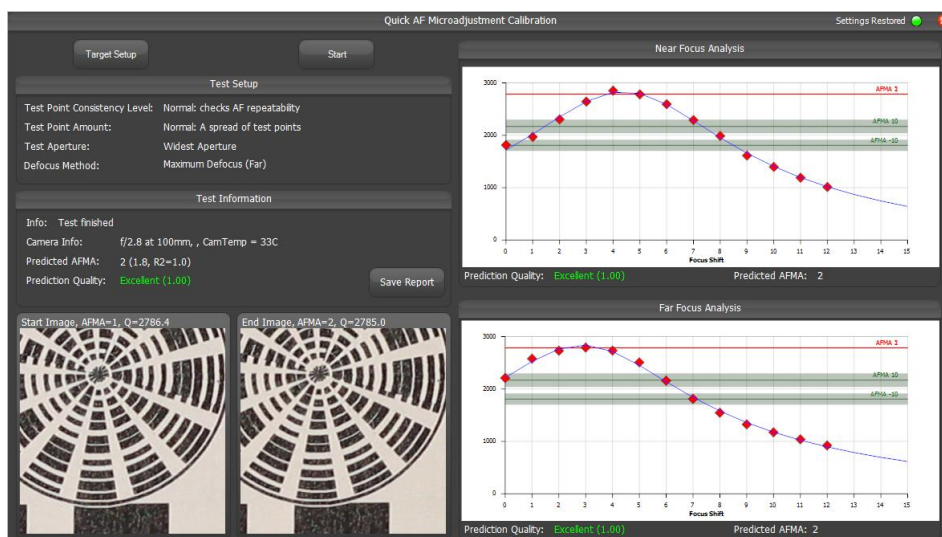 Quick AF Microadjustment Calibration
Settings Restored
Target Setup
Start
Test Setup
Test Point Consistency Level: Normal: checks AF repeatability
Test Point Amount: Normal: A spread of test points
Test Aperture: Widest Aperture
Defocus Method: Maximum Defocus (Far)
Test Information
Info: Test finished
Camera Info: f/2.8 at 100mm, , CamTemp = 33C
Predicted AFMA: 2 (1.8, R2=1.0)
Prediction Quality: Excellent (1.00)
Save Report
Start Image, AFMA=1, Q=2786.4
End Image, AFMA=2, Q=2785.0
Near Focus Analysis
3000
AFMA 2
AFMA 10
2000
AFMA -10
1000
0
0 1 2 3 4 5 6 7 8 9 10 11 12 13 14 15
Focus Shift
Prediction Quality: Excellent (1.00) Predicted AFMA: 2
Far Focus Analysis
3000
AFMA 2
AFMA 10
2000
AFMA -10
1000
0
0 1 2 3 4 5 6 7 8 9 10 11 12 13 14 15
Focus Shift
Prediction Quality: Excellent (1.00) Predicted AFMA: 2